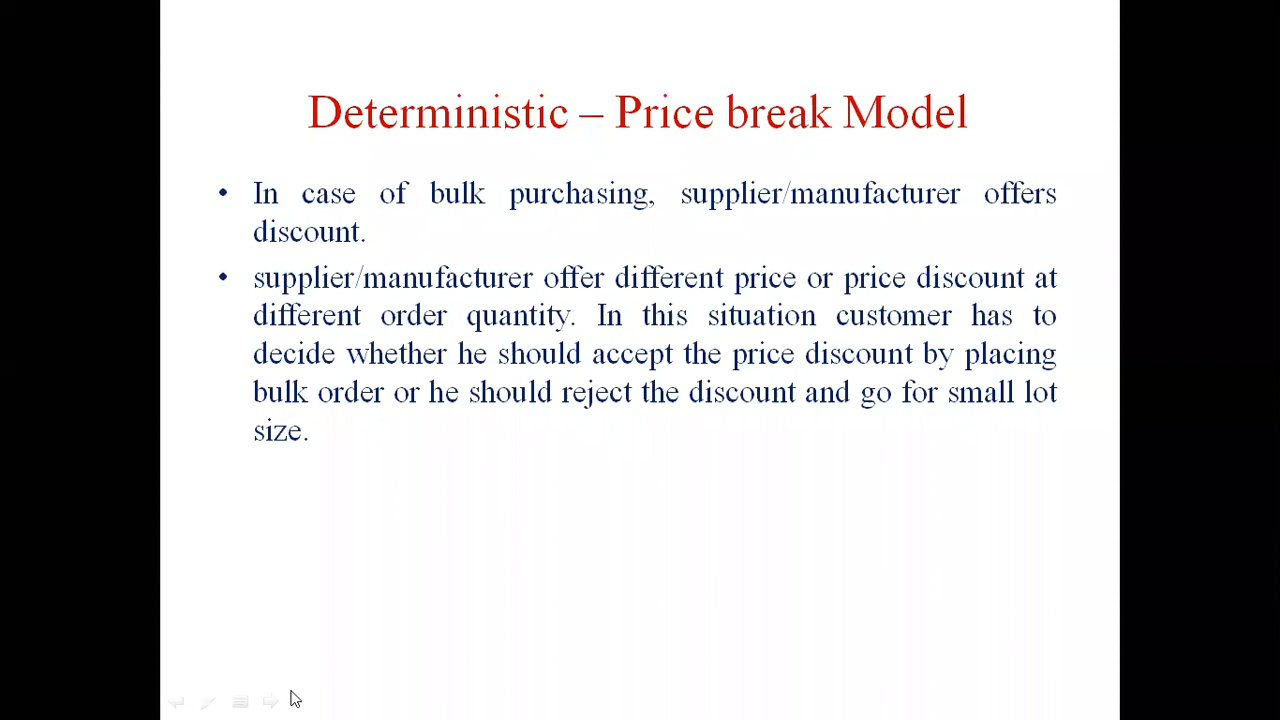 Deterministic – Price break Model
• In case of bulk purchasing, supplier/manufacturer offers
discount.
• supplier/manufacturer offer different price or price discount at
different order quantity. In this situation customer has to
decide whether he should accept the price discount by placing
bulk order or he should reject the discount and go for small lot
size.